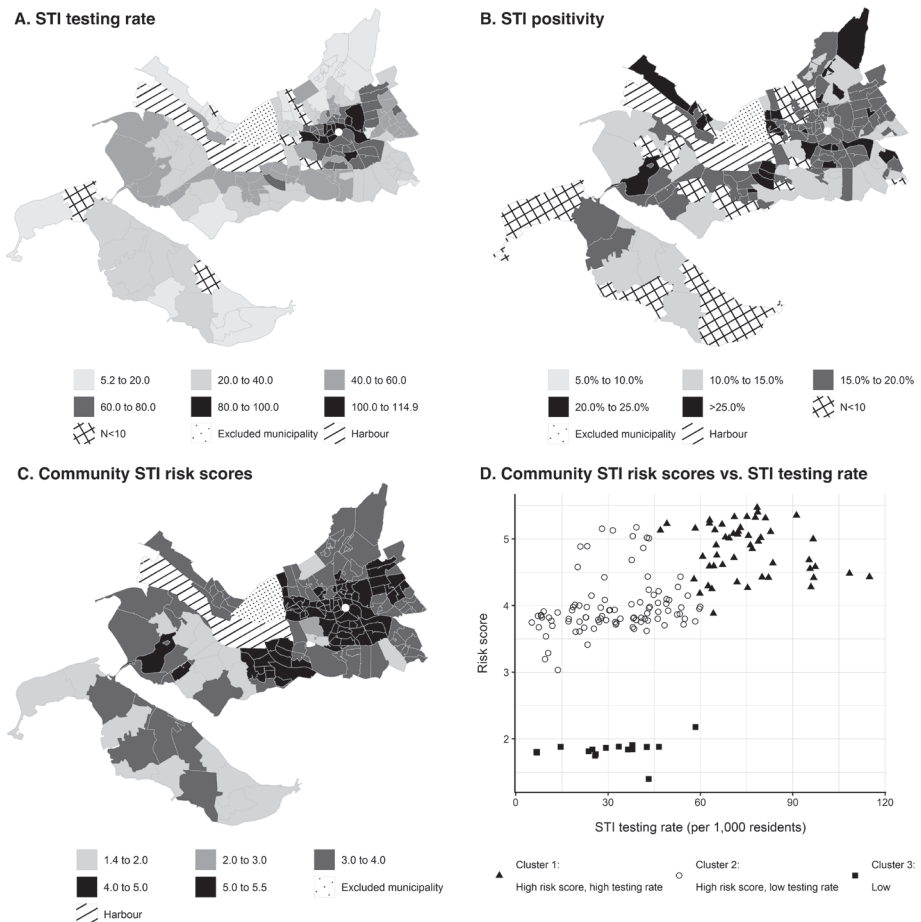 A. STI testing rate
B. STI positivity
5.2 to 20.0
20.0 to 40.0
40.0 to 60.0
60.0 to 80.0
80.0 to 100.0
100.0 to 114.9
N<10
Excluded municipality
Harbour
5.0% to 10.0%
10.0% to 15.0%
15.0% to 20.0%
20.0% to 25.0%
>25.0%
N<10
Excluded municipality
Harbour
C. Community STI risk scores
1.4 to 2.0
2.0 to 3.0
3.0 to 4.0
4.0 to 5.0
5.0 to 5.5
Excluded municipality
Harbour
D. Community STI risk scores vs. STI testing rate
Risk score
5
4
3
2
0
30
60
90
120
STI testing rate (per 1,000 residents)
Cluster 1:
High risk score, high testing rate
Cluster 2:
High risk score, low testing rate
Cluster 3:
Low